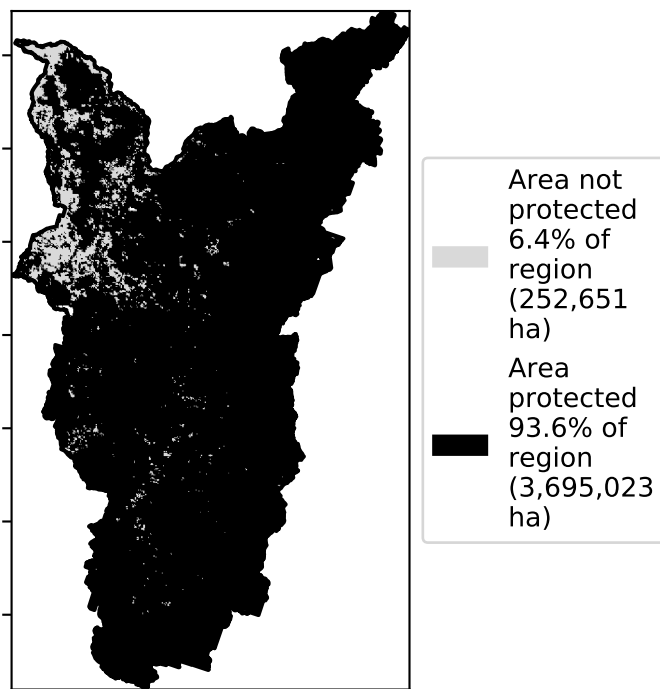 Area not
protected
6.4% of
region
(252,651
ha)
Area
protected
93.6% of
region
(3,695,023
ha)